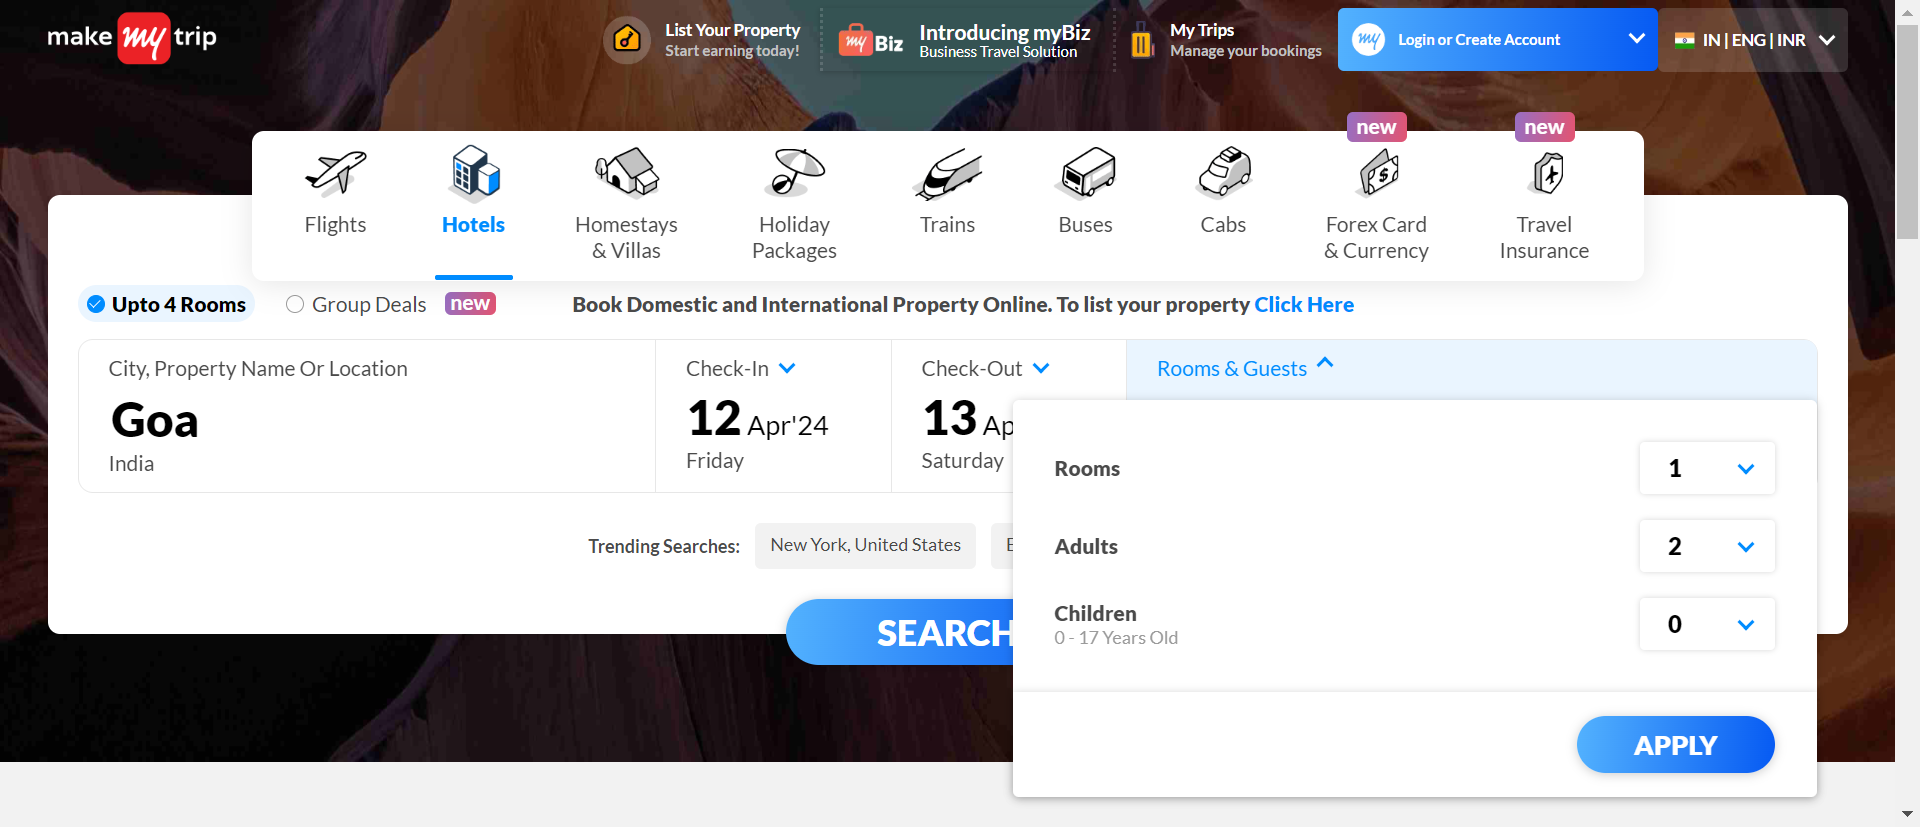 make my trip
List Your Property
Start earning today!
my Biz
Introducing myBiz
Business Travel Solution
My Trips
Manage your bookings
my
Login or Create Account
IN | ENG | INR
new
new
Flights
Hotels
Homestays
& Villas
Holiday
Packages
Trains
Buses
Cabs
Forex Card
& Currency
Travel
Insurance
Upto 4 Rooms
Group Deals
new
Book Domestic and International Property Online. To list your property Click Here
City, Property Name Or Location
Goa
India
Check-In
12 Apr'24
Friday
Check-Out
13 Ap
Saturday
Rooms & Guests
Rooms
1
Adults
2
Children
0 - 17 Years Old
0
APPLY
Trending Searches:
New York, United States
SEARCH